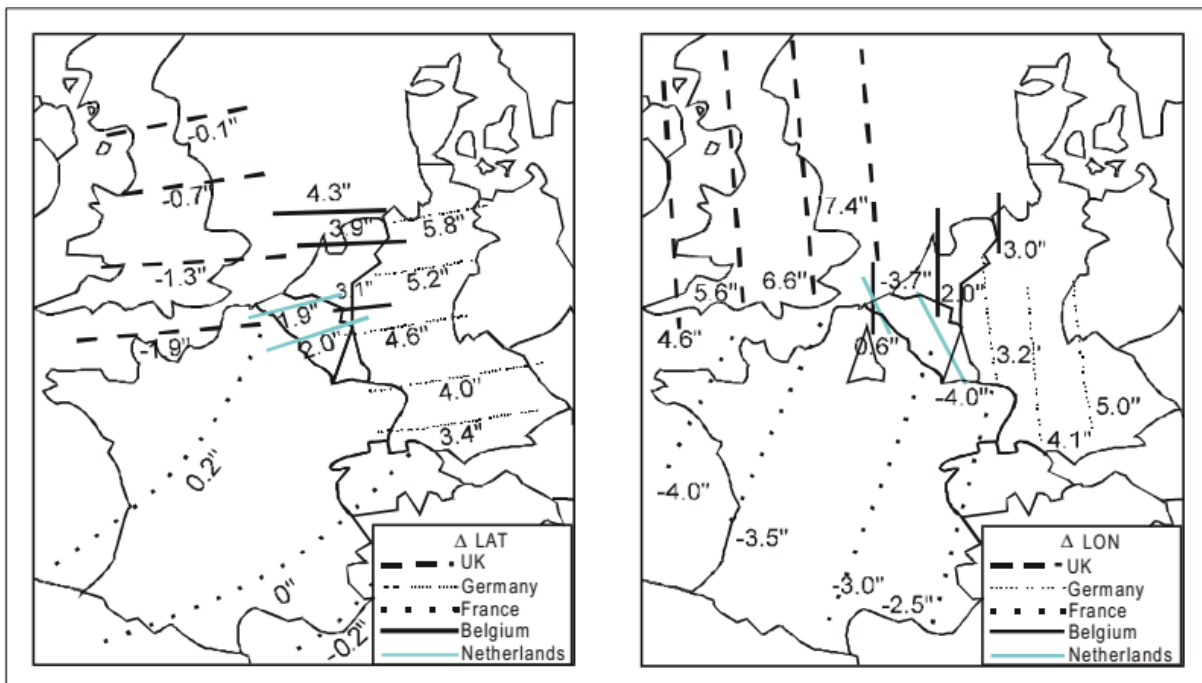 -0.1"
-0.7"
4.3"
3.9"
5.8"
-1.3"
5.2"
3.1"
1.9"
-1.9"
2.0"
4.6"
4.0"
3.4"
0.2"
0"
-0.2"
Δ LAT
UK
Germany
France
Belgium
Netherlands
7.4"
3.0"
6.6"
-3.7"
5.6"
2.0"
4.6"
0.6"
3.2"
-4.0"
5.0"
4.1"
-4.0"
-3.5"
-3.0"
-2.5"
Δ LON
UK
Germany
France
Belgium
Netherlands